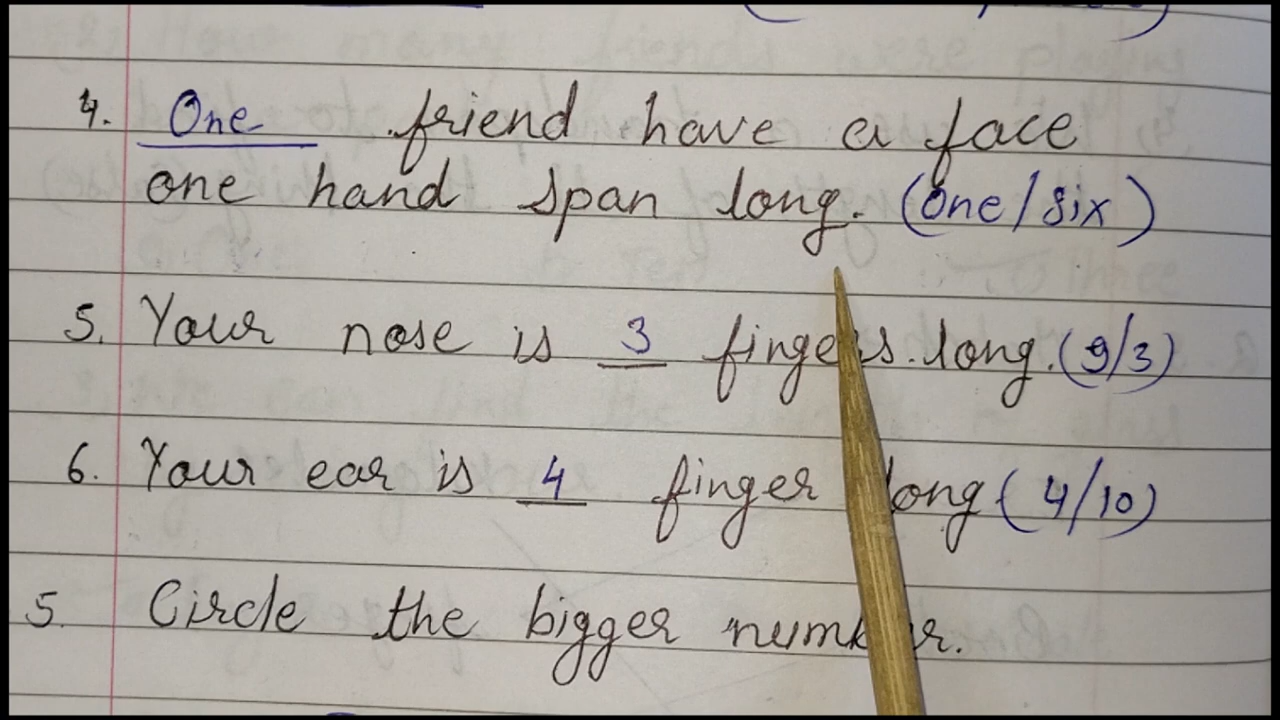 4. One friend have a face
one hand span long. (one/six)
5. Your nose is 3 fingers long. (9/3)
6. Your ear is 4 finger long (4/10)
5. Circle the bigger number.